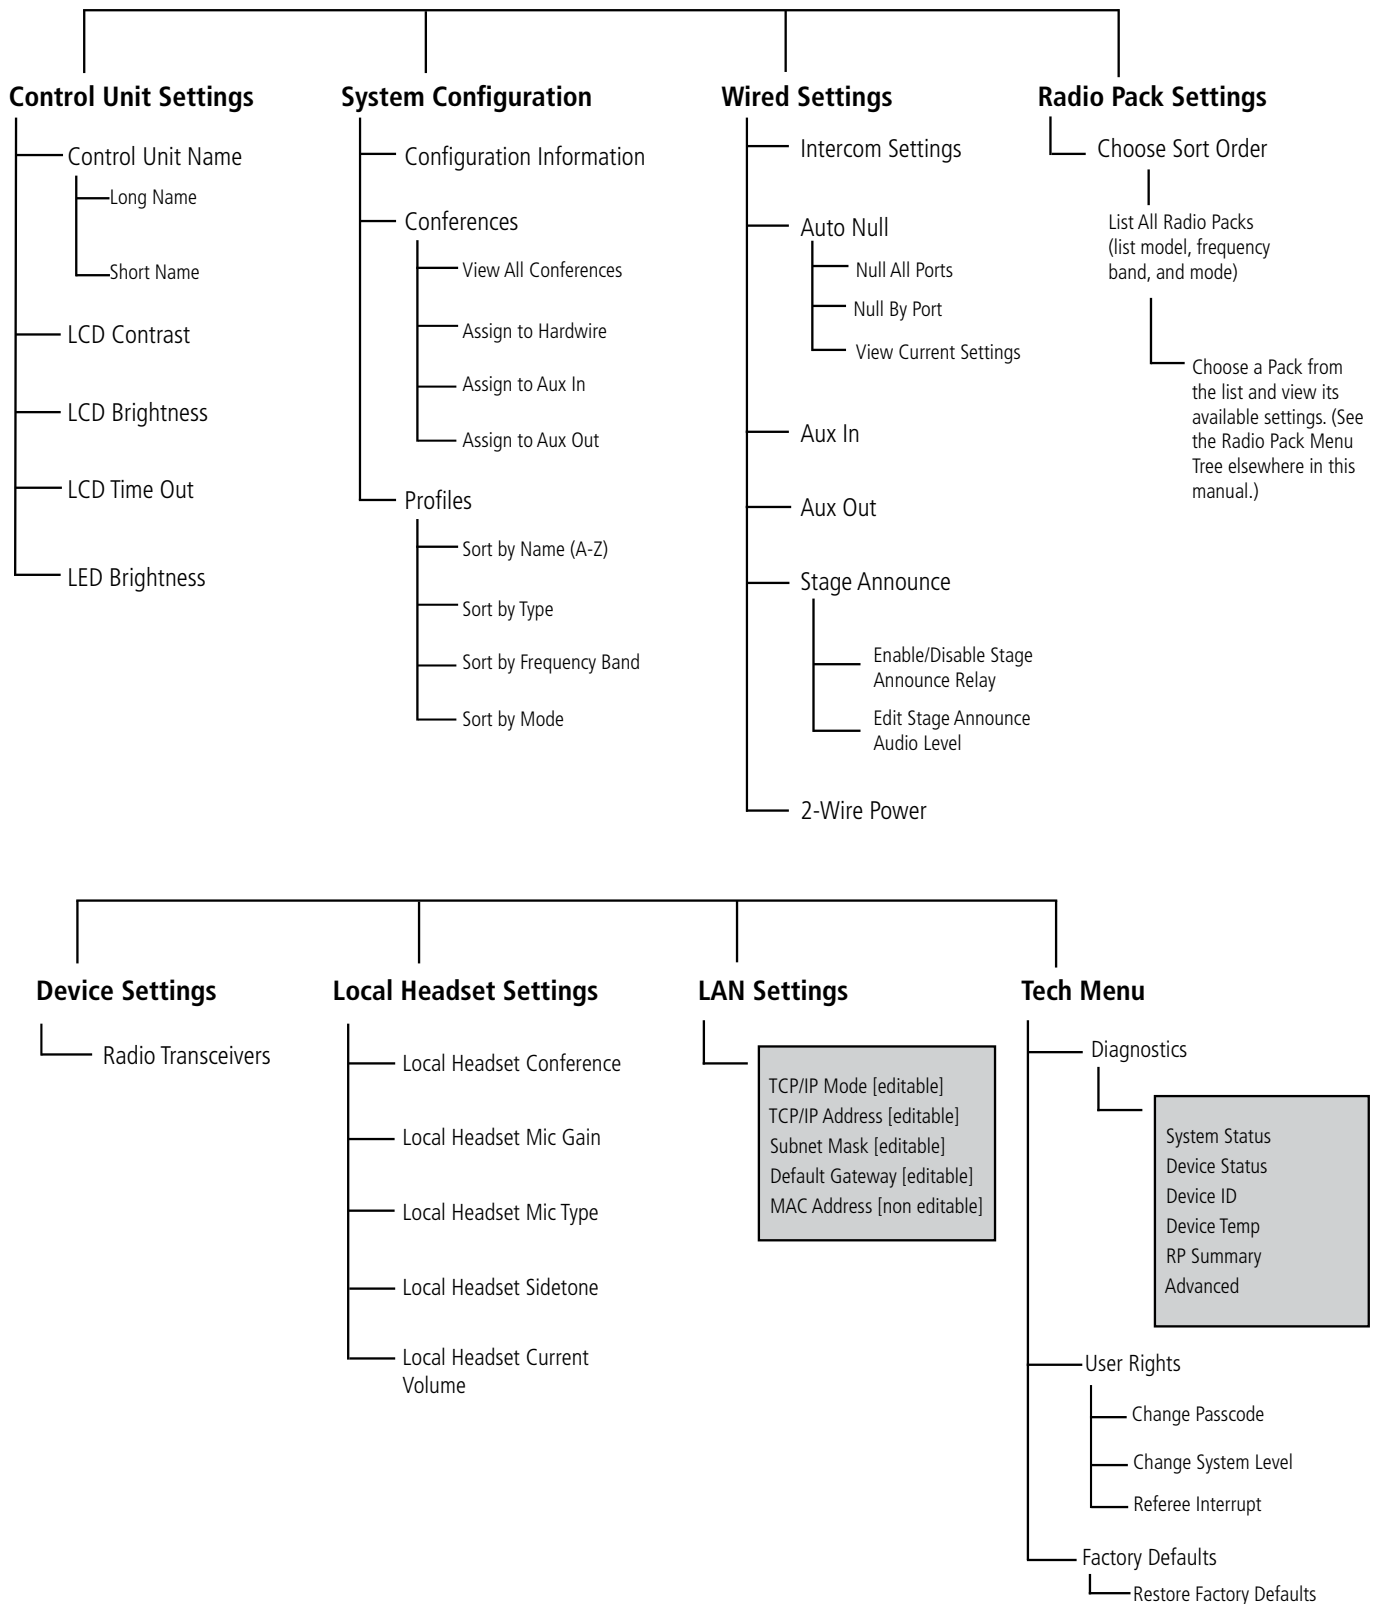 Control Unit Settings
Control Unit Name
Long Name
Short Name
LCD Contrast
LCD Brightness
LCD Time Out
LED Brightness
System Configuration
Configuration Information
Conferences
View All Conferences
Assign to Hardwire
Assign to Aux In
Assign to Aux Out
Profiles
Sort by Name (A-Z)
Sort by Type
Sort by Frequency Band
Sort by Mode
Wired Settings
Intercom Settings
Auto Null
Null All Ports
Null By Port
View Current Settings
Aux In
Aux Out
Stage Announce
Enable/Disable Stage
Announce Relay
Edit Stage Announce
Audio Level
2-Wire Power
Radio Pack Settings
Choose Sort Order
List All Radio Packs
(list model, frequency
band, and mode)
Choose a Pack from
the list and view its
available settings. (See
the Radio Pack Menu
Tree elsewhere in this
manual.)
Device Settings
Radio Transceivers
Local Headset Settings
Local Headset Conference
Local Headset Mic Gain
Local Headset Mic Type
Local Headset Sidetone
Local Headset Current
Volume
LAN Settings
TCP/IP Mode [editable]
TCP/IP Address [editable]
Subnet Mask [editable]
Default Gateway [editable]
MAC Address [non editable]
Tech Menu
Diagnostics
System Status
Device Status
Device ID
Device Temp
RP Summary
Advanced
User Rights
Change Passcode
Change System Level
Referee Interrupt
Factory Defaults
Restore Factory Defaults